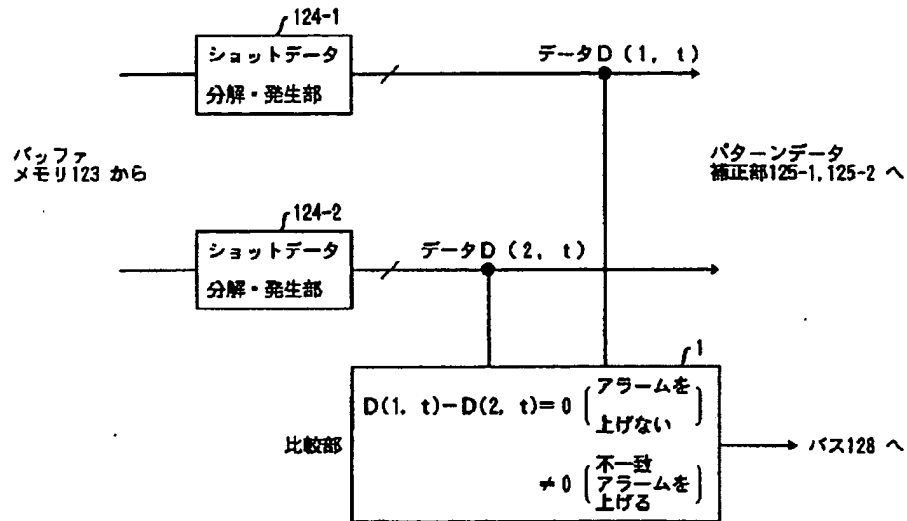 124-1
ショットデータ
分解・発生部
データD(1, t)
バッファ
メモリ123 から
パターンデータ
補正部125-1,125-2 へ
124-2
ショットデータ
分解・発生部
データD(2, t)
1
D(1, t)−D(2, t)=0 (アラームを
上げない)
比較部
バス128 へ
≠0 (不一致
アラームを
上げる)